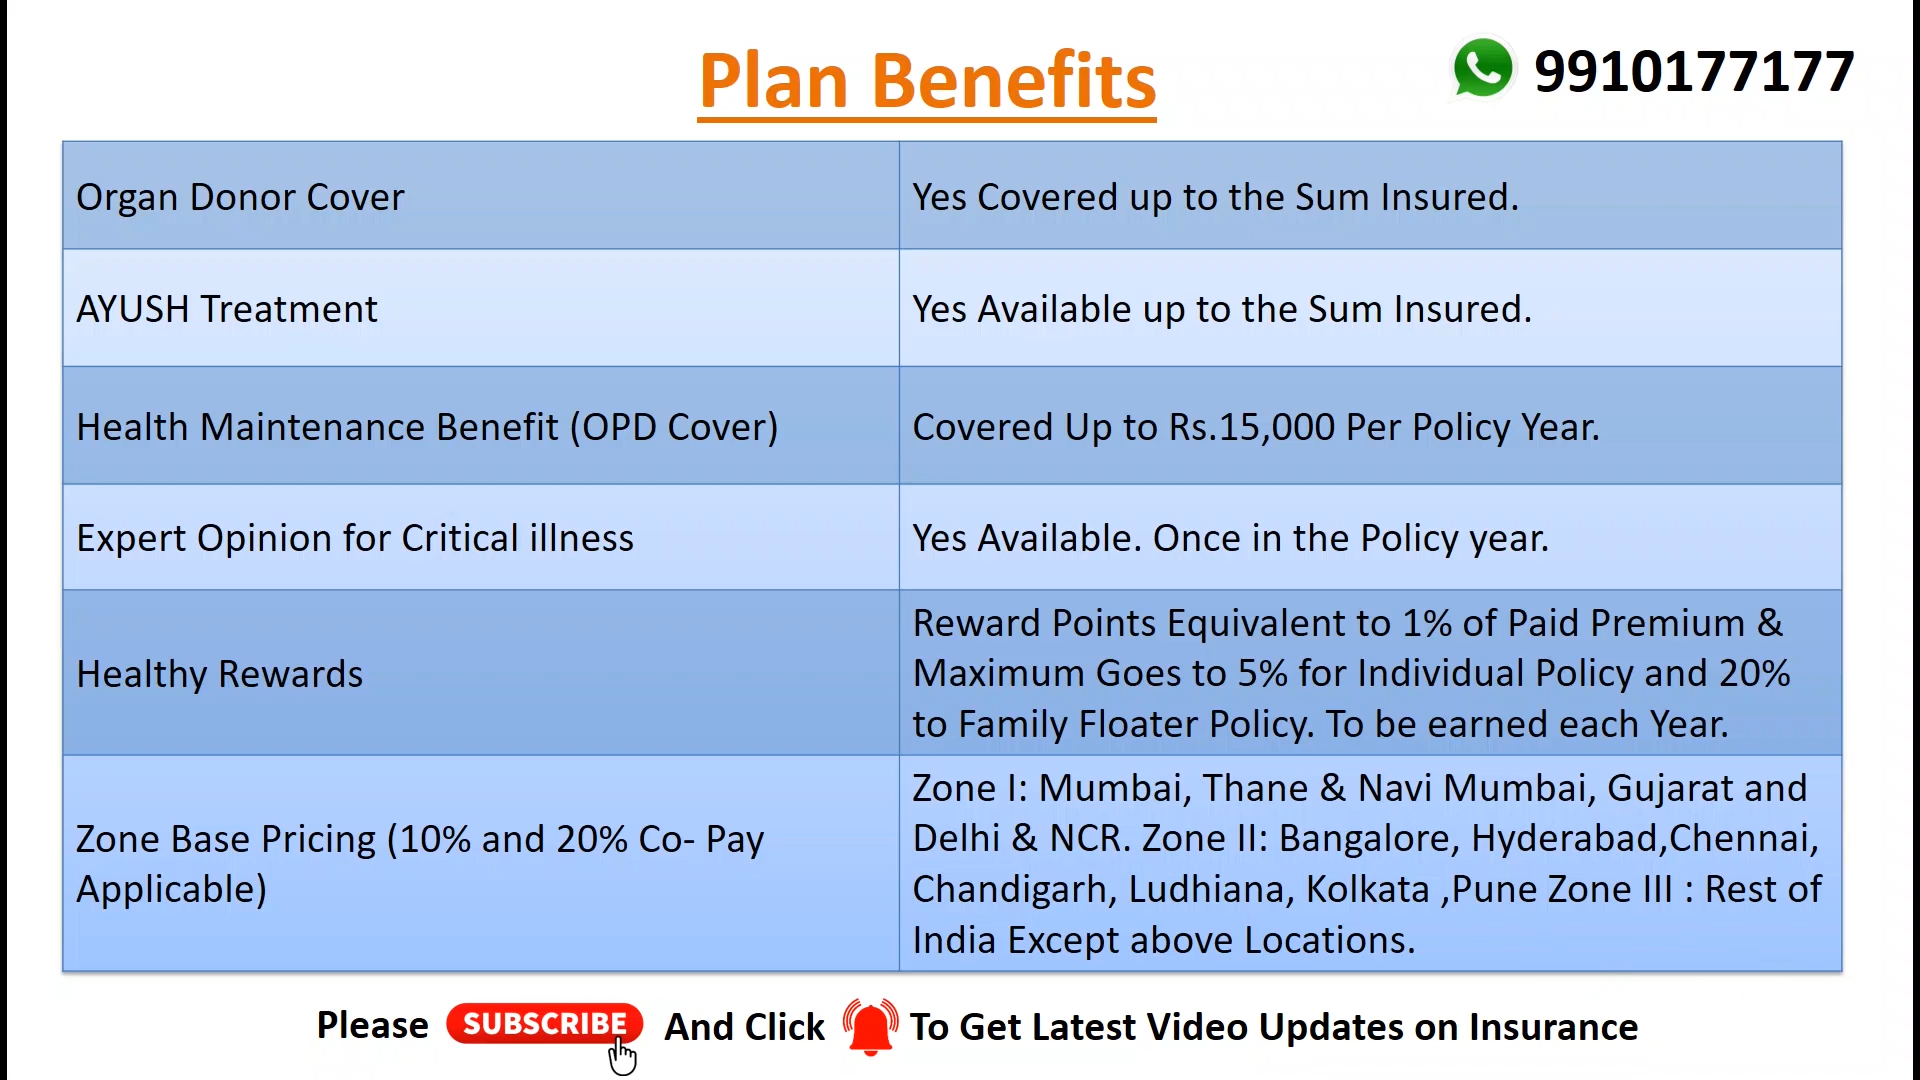 Plan Benefits
9910177177
Organ Donor Cover
Yes Covered up to the Sum Insured.
AYUSH Treatment
Yes Available up to the Sum Insured.
Health Maintenance Benefit (OPD Cover)
Covered Up to Rs.15,000 Per Policy Year.
Expert Opinion for Critical illness
Yes Available. Once in the Policy year.
Healthy Rewards
Reward Points Equivalent to 1% of Paid Premium &
Maximum Goes to 5% for Individual Policy and 20%
to Family Floater Policy. To be earned each Year.
Zone Base Pricing (10% and 20% Co- Pay
Applicable)
Zone I: Mumbai, Thane & Navi Mumbai, Gujarat and
Delhi & NCR. Zone II: Bangalore, Hyderabad,Chennai,
Chandigarh, Ludhiana, Kolkata ,Pune Zone III : Rest of
India Except above Locations.
Please SUBSCRIBE And Click To Get Latest Video Updates on Insurance